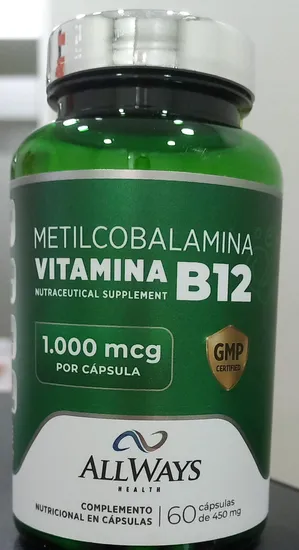 METILCOBALAMINA
VITAMINA B12
NUTRACEUTICAL SUPPLEMENT
1.000 mcg
POR CÁPSULA
GMP
CERTIFIED
ALLWAYS
HEALTH
COMPLEMENTO
NUTRICIONAL EN CÁPSULAS
60 cápsulas
de 450 mg